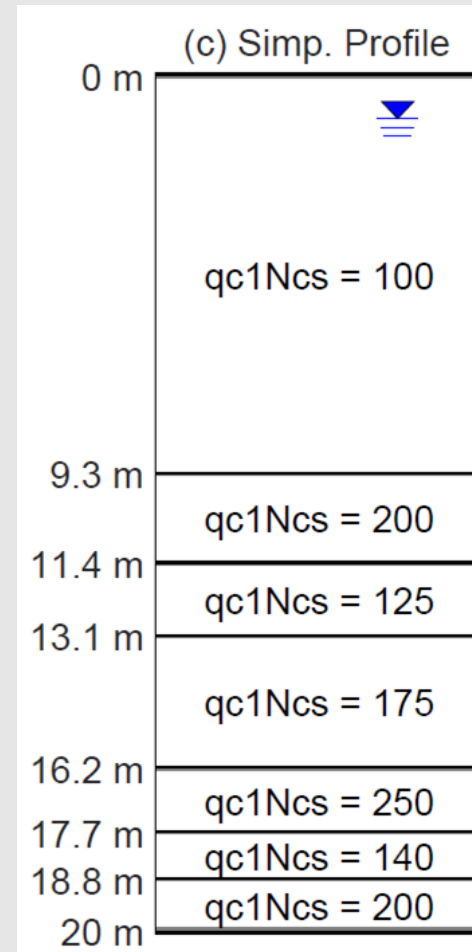 (c) Simp. Profile
0 m
qc1Ncs = 100
9.3 m
qc1Ncs = 200
11.4 m
qc1Ncs = 125
13.1 m
qc1Ncs = 175
16.2 m
qc1Ncs = 250
17.7 m
qc1Ncs = 140
18.8 m
qc1Ncs = 200
20 m